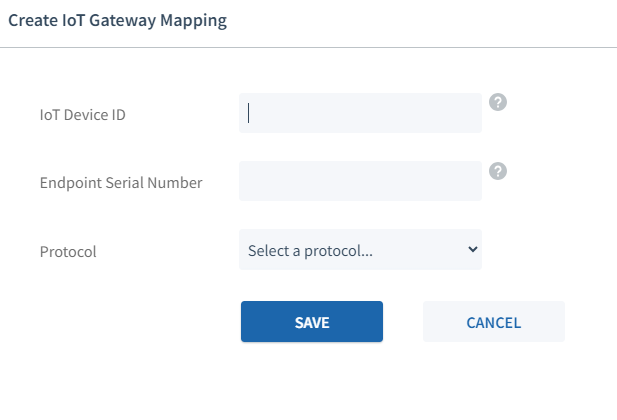 Create IoT Gateway Mapping
IoT Device ID
?
Endpoint Serial Number
?
Protocol
Select a protocol...
SAVE
CANCEL